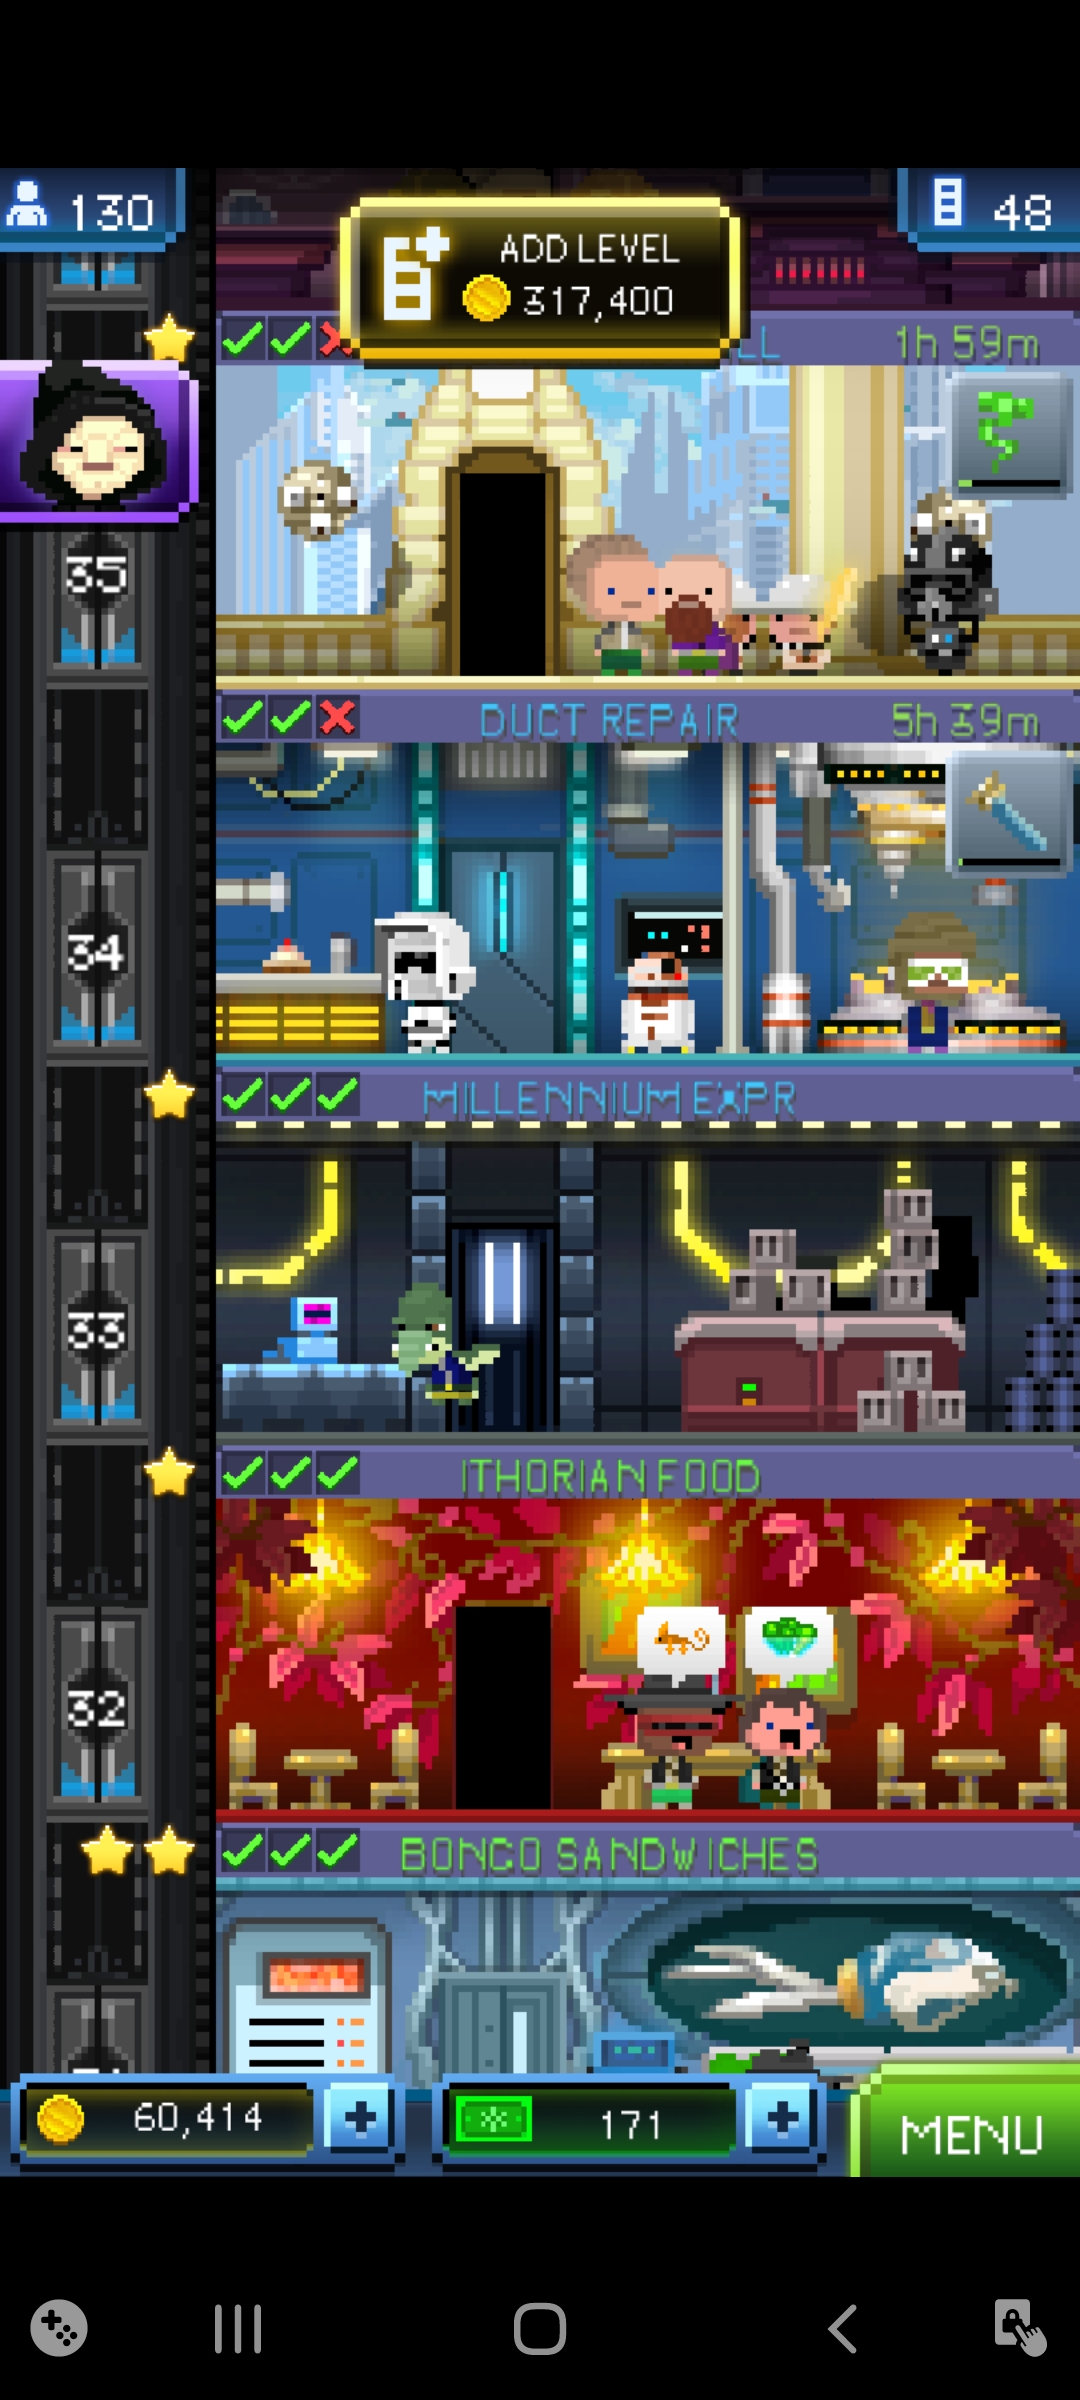 130
48
ADD LEVEL
317,400
LL
1h 59m
35
DUCT REPAIR
5h 39m
34
MILLENNIUM EXPR
33
ITHORIAN FOOD
32
BONGO SANDWICHES
60,414
171
MENU